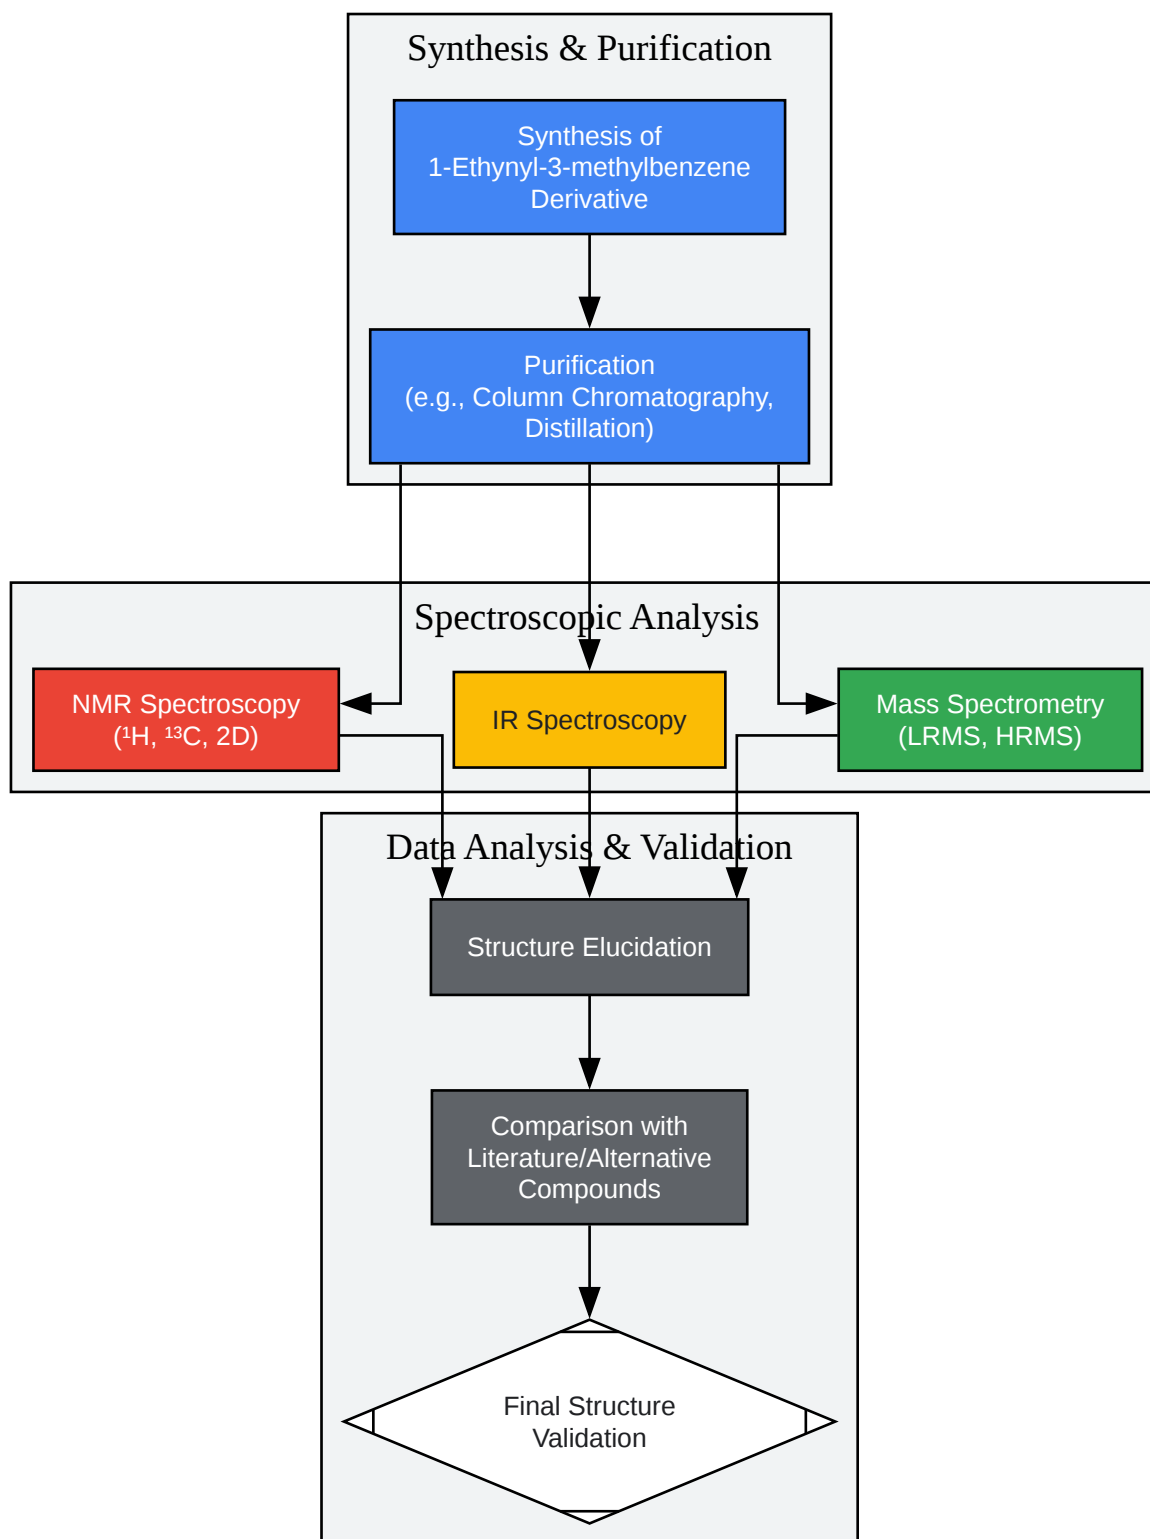 Synthesis & Purification
Synthesis of
1-Ethynyl-3-methylbenzene
Derivative
Purification
(e.g., Column Chromatography,
Distillation)
Spectroscopic Analysis
NMR Spectroscopy
(¹H, ¹³C, 2D)
IR Spectroscopy
Mass Spectrometry
(LRMS, HRMS)
Data Analysis & Validation
Structure Elucidation
Comparison with
Literature/Alternative
Compounds
Final Structure
Validation